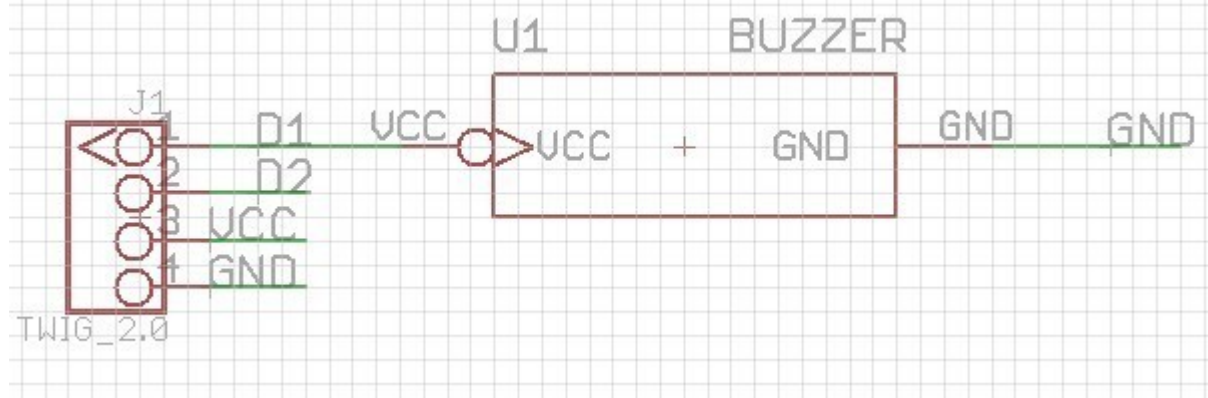 U1 BUZZER
J1
1 D1 VCC VCC GND GND GND
2 D2
3 VCC
4 GND
TWIG_2.0